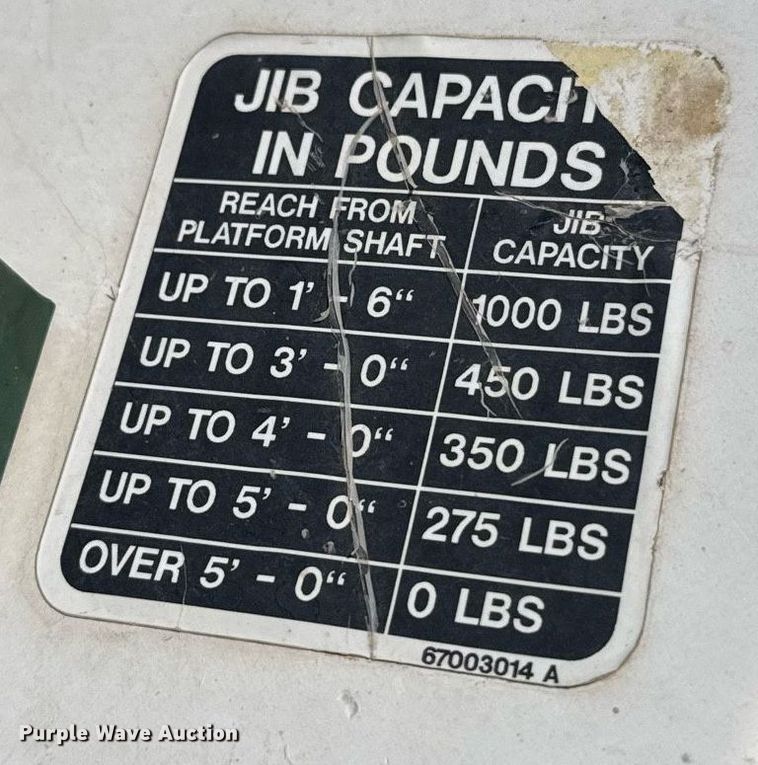 JIB CAPACI
IN POUNDS
REACH FROM
PLATFORM SHAFT
JIB
CAPACITY
UP TO 1' - 6“ 1000 LBS
UP TO 3' - 0“ 450 LBS
UP TO 4' - 0“ 350 LBS
UP TO 5' - 0“ 275 LBS
OVER 5' - 0“ 0 LBS
67003014 A
Purple Wave Auction